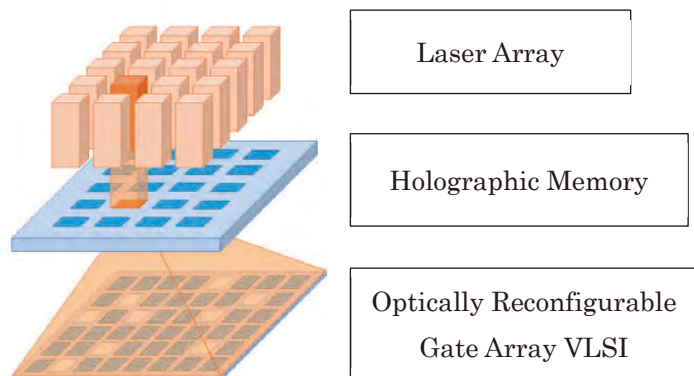 Laser Array
Holographic Memory
Optically Reconfigurable
Gate Array VLSI